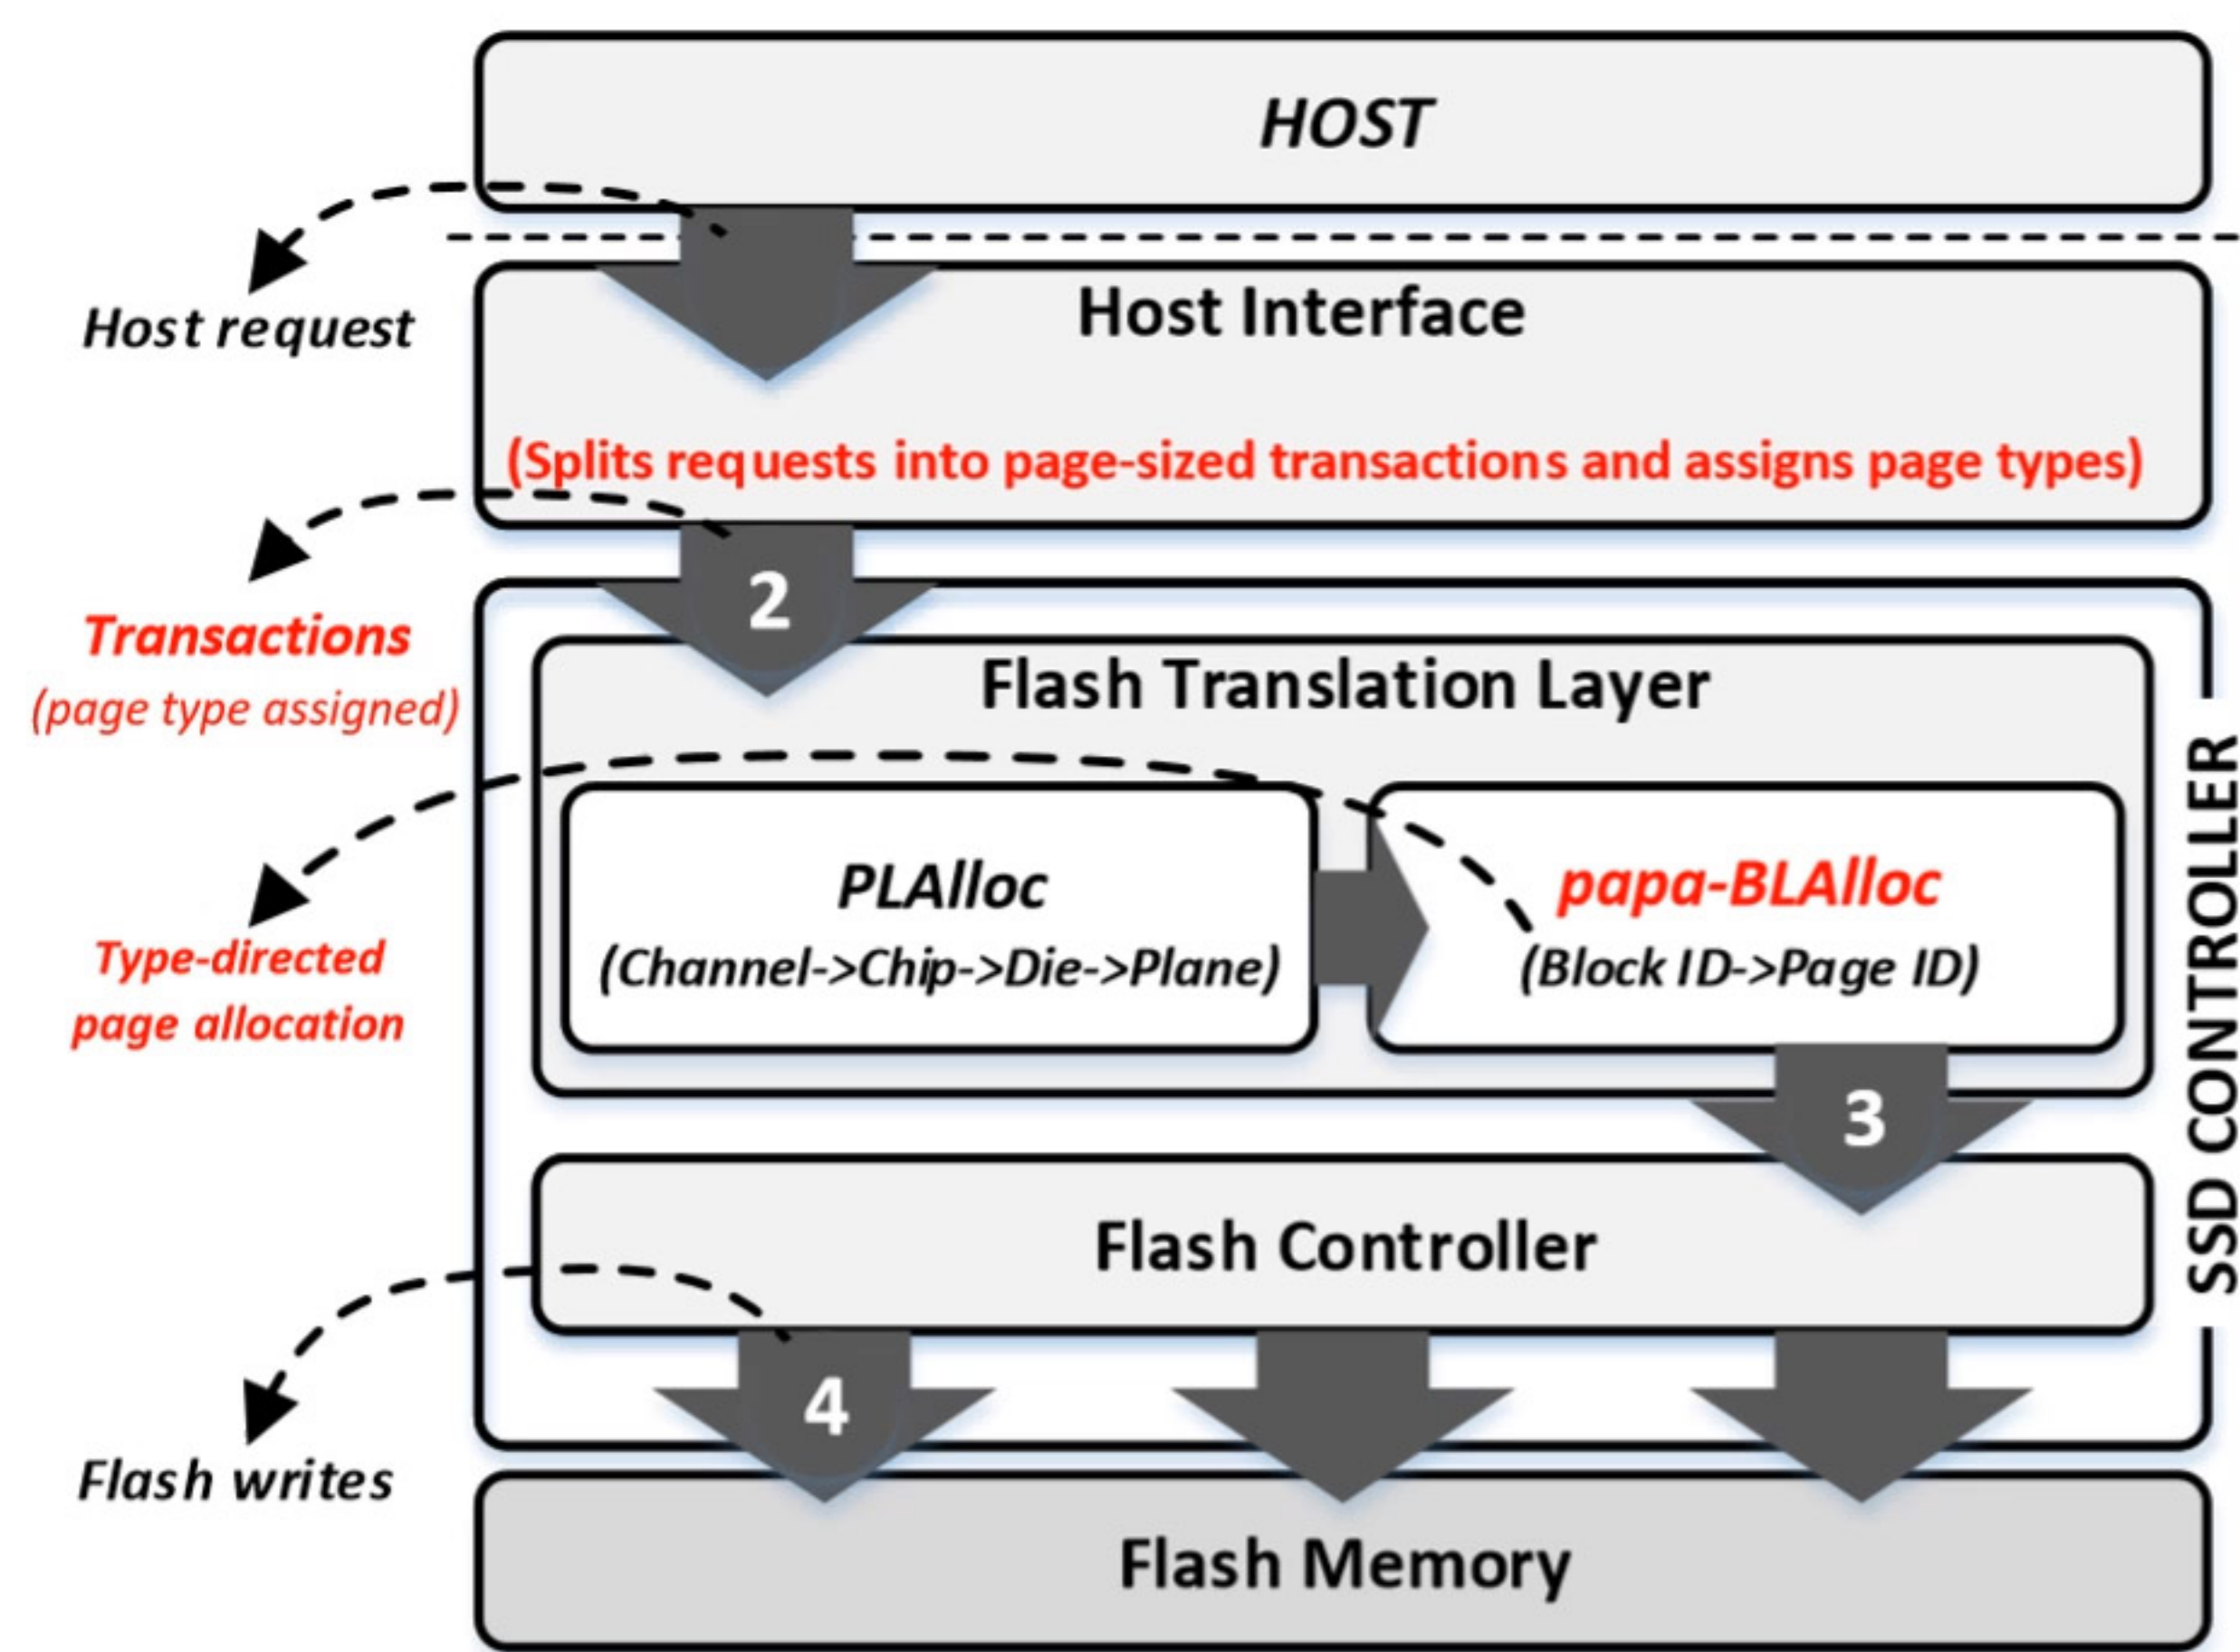 HOST
Host request
Host Interface
(Splits requests into page-sized transactions and assigns page types)
2
Transactions
(page type assigned)
Flash Translation Layer
PLAlloc
(Channel->Chip->Die->Plane)
papa-BLAlloc
(Block ID->Page ID)
Type-directed
page allocation
SSD CONTROLLER
3
Flash Controller
4
Flash writes
Flash Memory